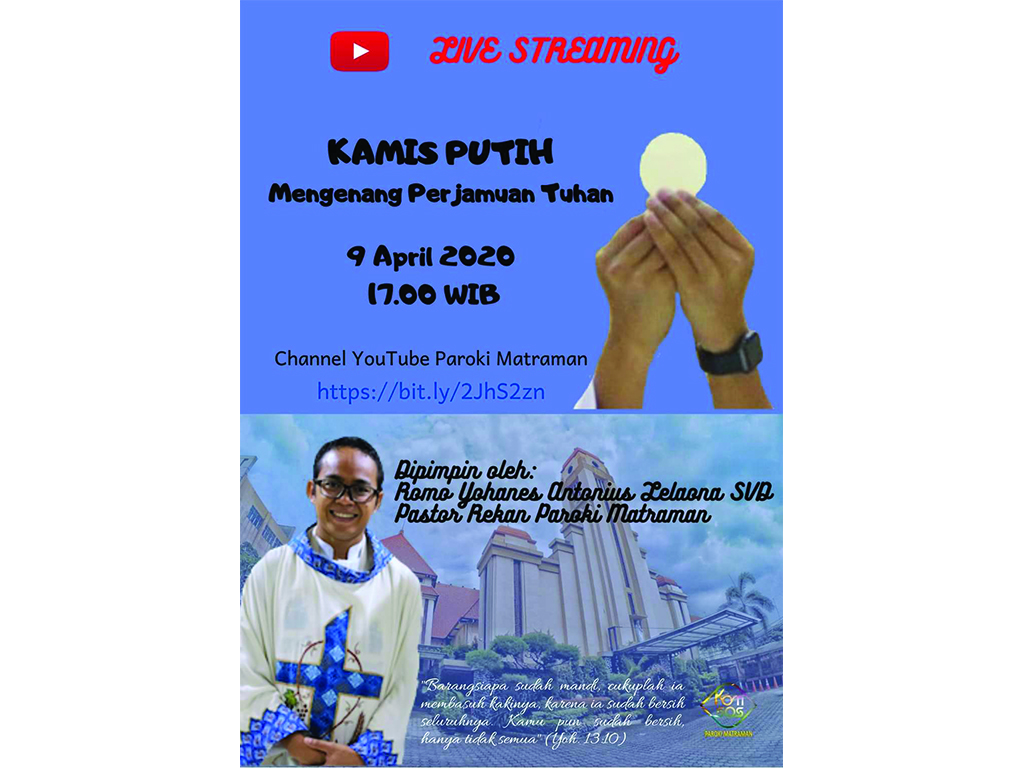 LIVE STREAMING
KAMIS PUTIH
Mengenang Perjamuan Tuhan
9 April 2020
17.00 WIB
Channel YouTube Paroki Matraman
https://bit.ly/2JhS2zn
Dipimpin oleh:
Romo Yohanes Antonius Lelaona SVD
Pastor Rekan Paroki Matraman
"Barangsiapa sudah mandi, cukuplah ia
membasuh kakinya, karena ia sudah bersih
seluruhnya. Kamu pun sudah bersih,
hanya tidak semua" (Yoh. 13:10)
KOM
SOS
PAROKI MATRAMAN